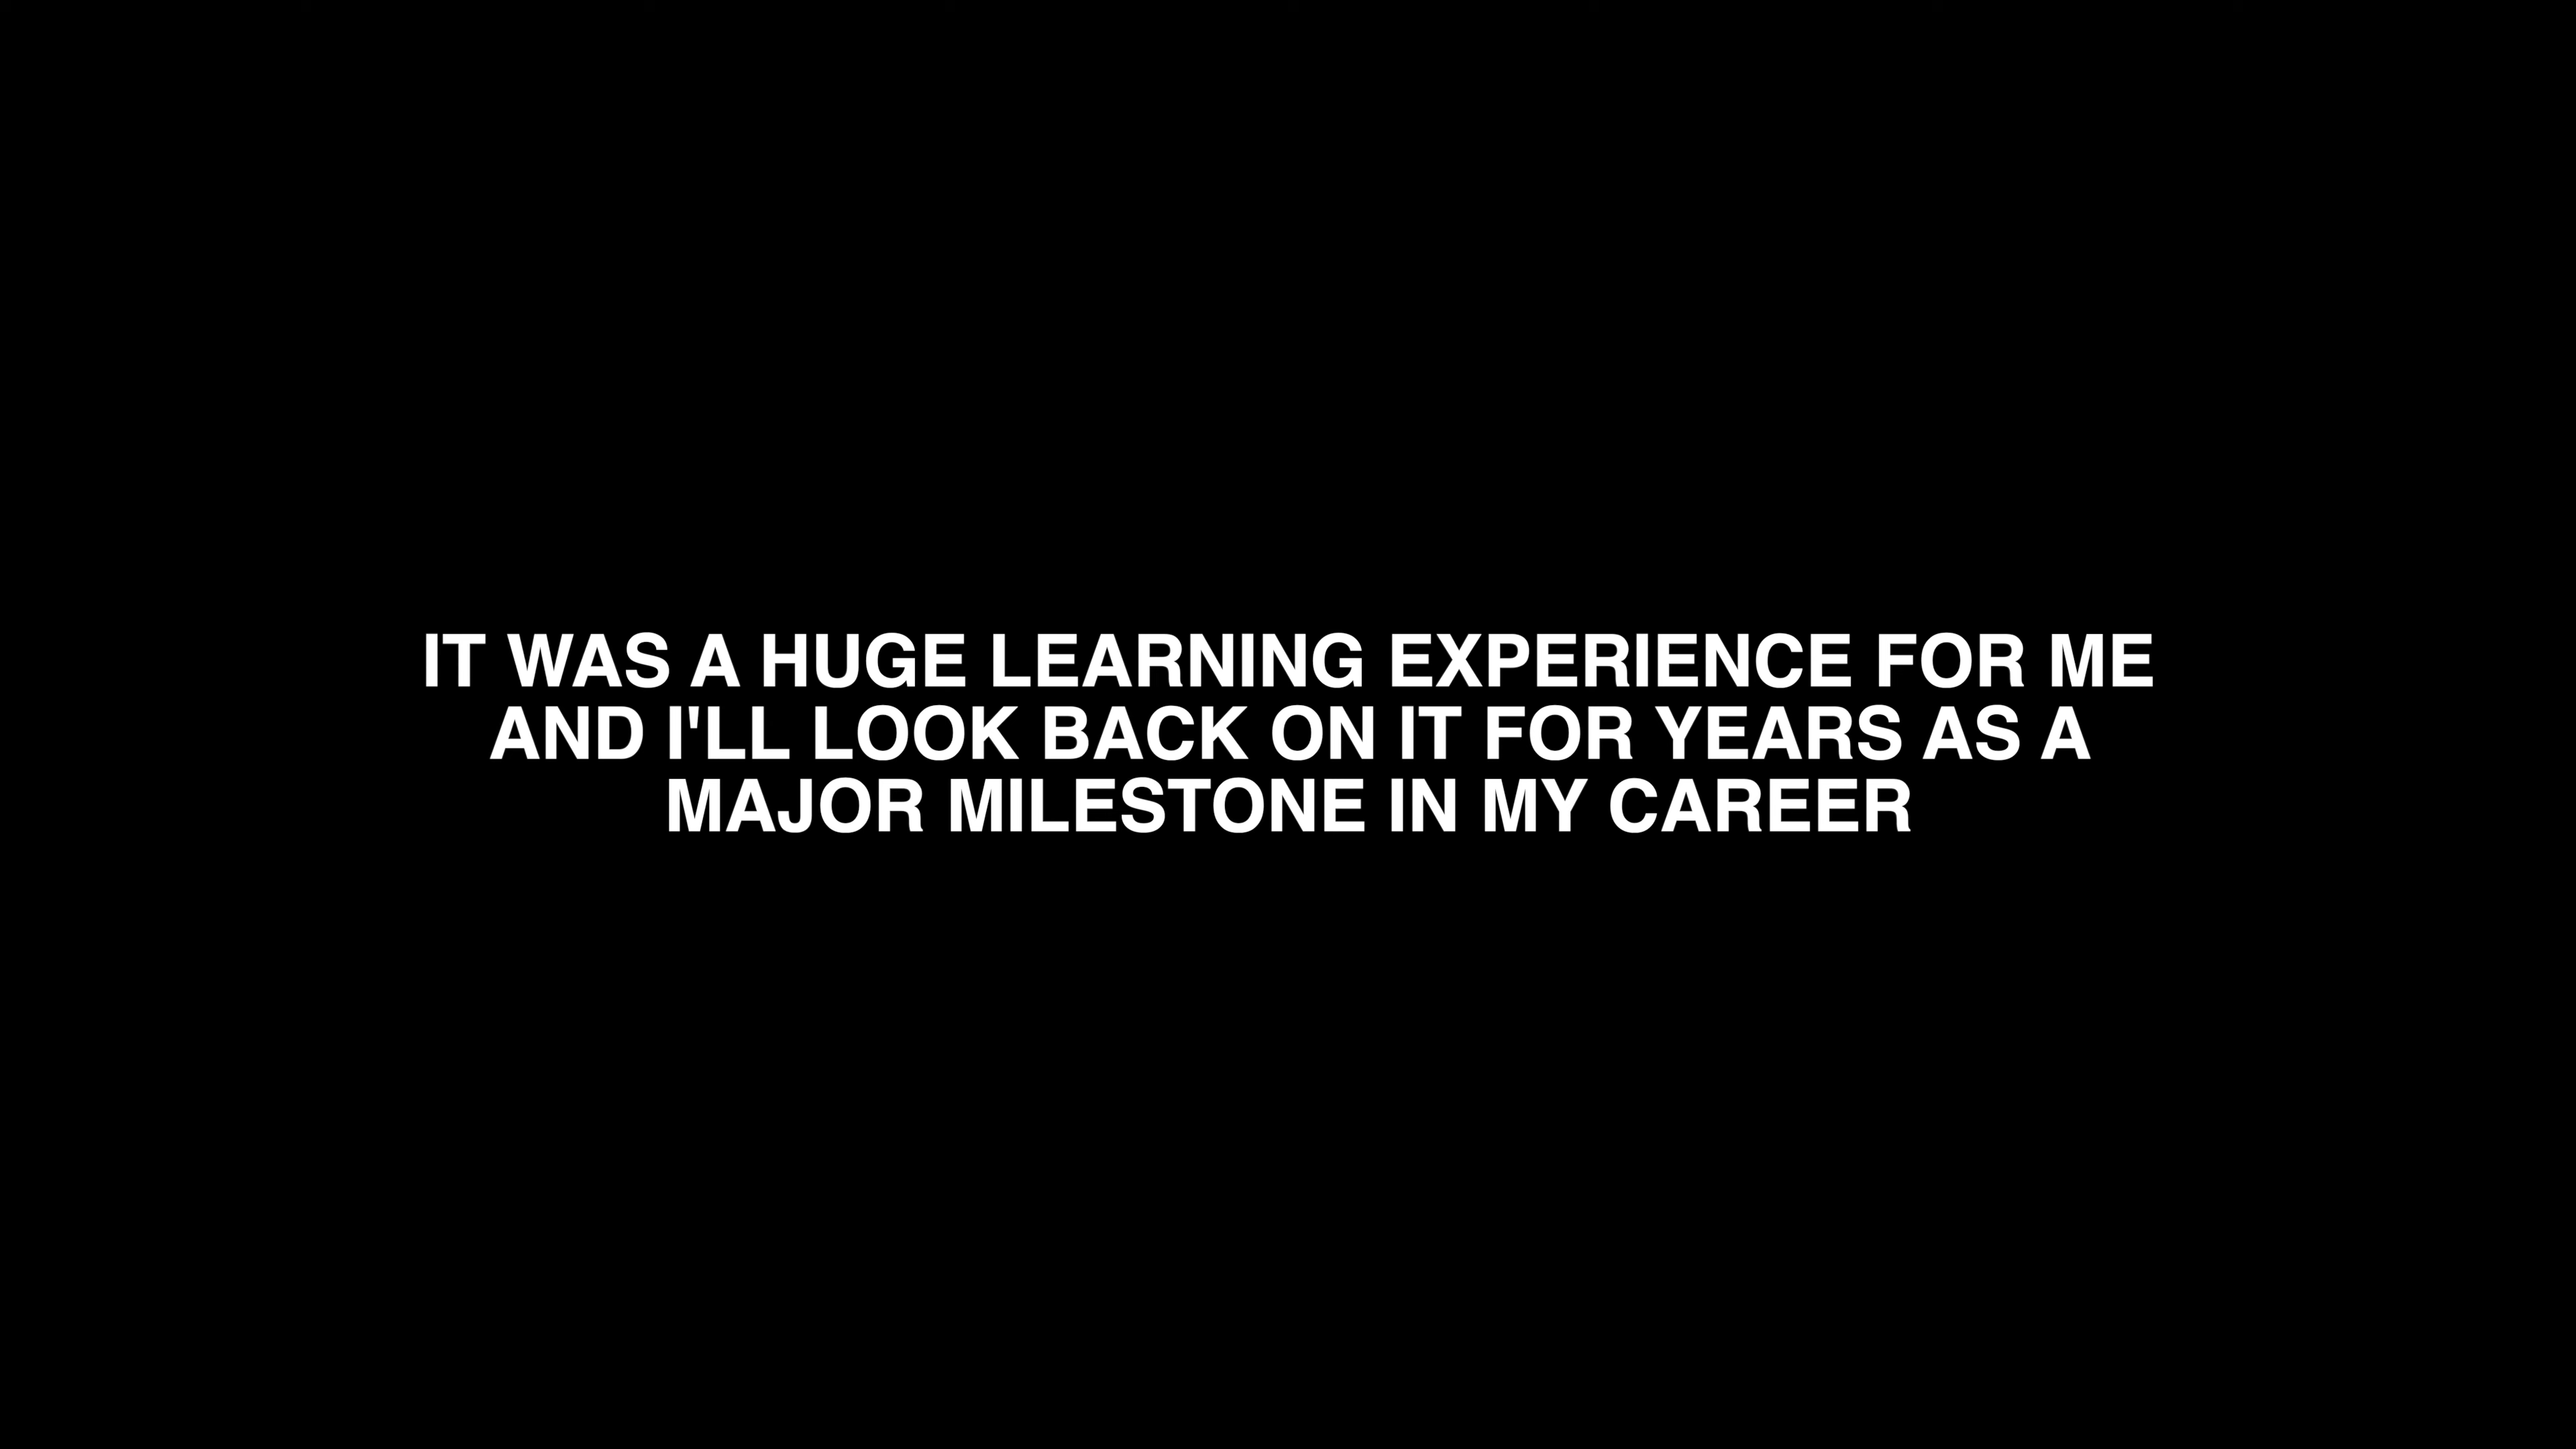 IT WAS A HUGE LEARNING EXPERIENCE FOR ME
AND I'LL LOOK BACK ON IT FOR YEARS AS A
MAJOR MILESTONE IN MY CAREER